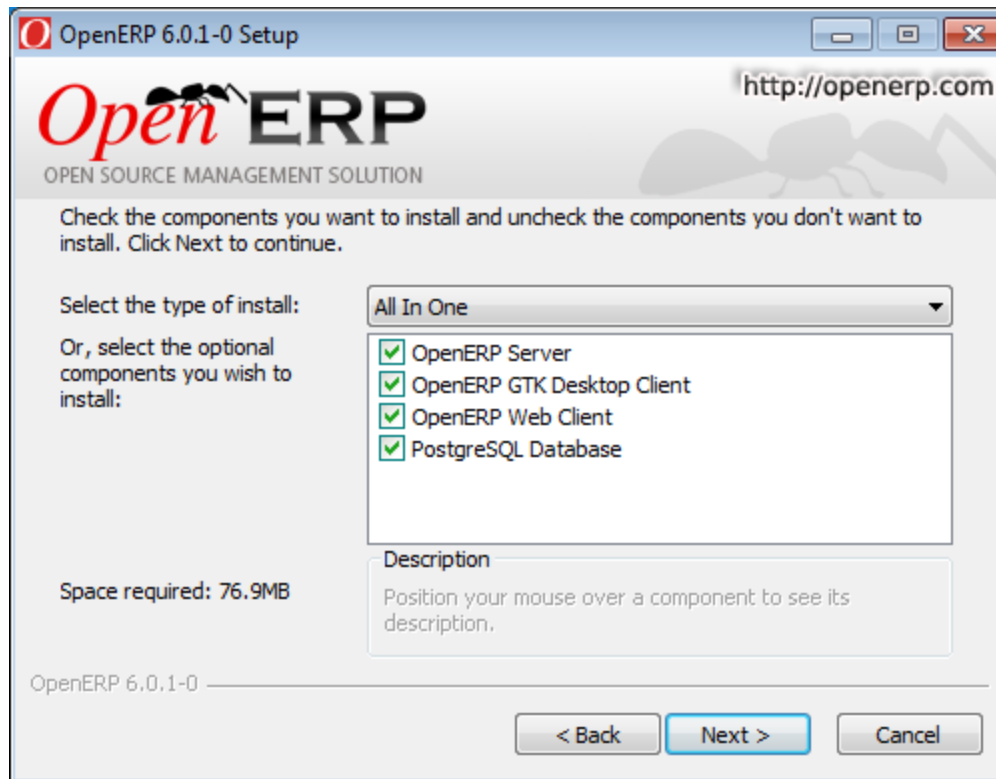 OpenERP 6.0.1-0 Setup
http://openerp.com
Open ERP
OPEN SOURCE MANAGEMENT SOLUTION
Check the components you want to install and uncheck the components you don't want to
install. Click Next to continue.
Select the type of install:
All In One
Or, select the optional
components you wish to
install:
OpenERP Server
OpenERP GTK Desktop Client
OpenERP Web Client
PostgreSQL Database
Space required: 76.9MB
Description
Position your mouse over a component to see its
description.
OpenERP 6.0.1-0
< Back
Next >
Cancel